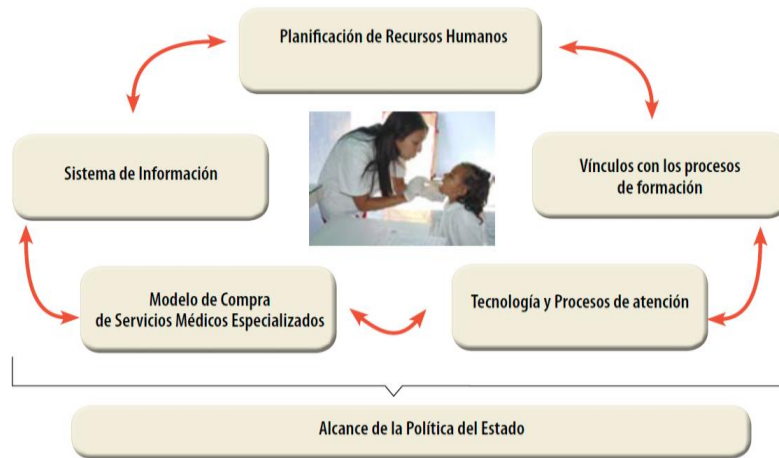 Planificación de Recursos Humanos
Sistema de Información
Vínculos con los procesos
de formación
Modelo de Compra
de Servicios Médicos Especializados
Tecnología y Procesos de atención
Alcance de la Política del Estado